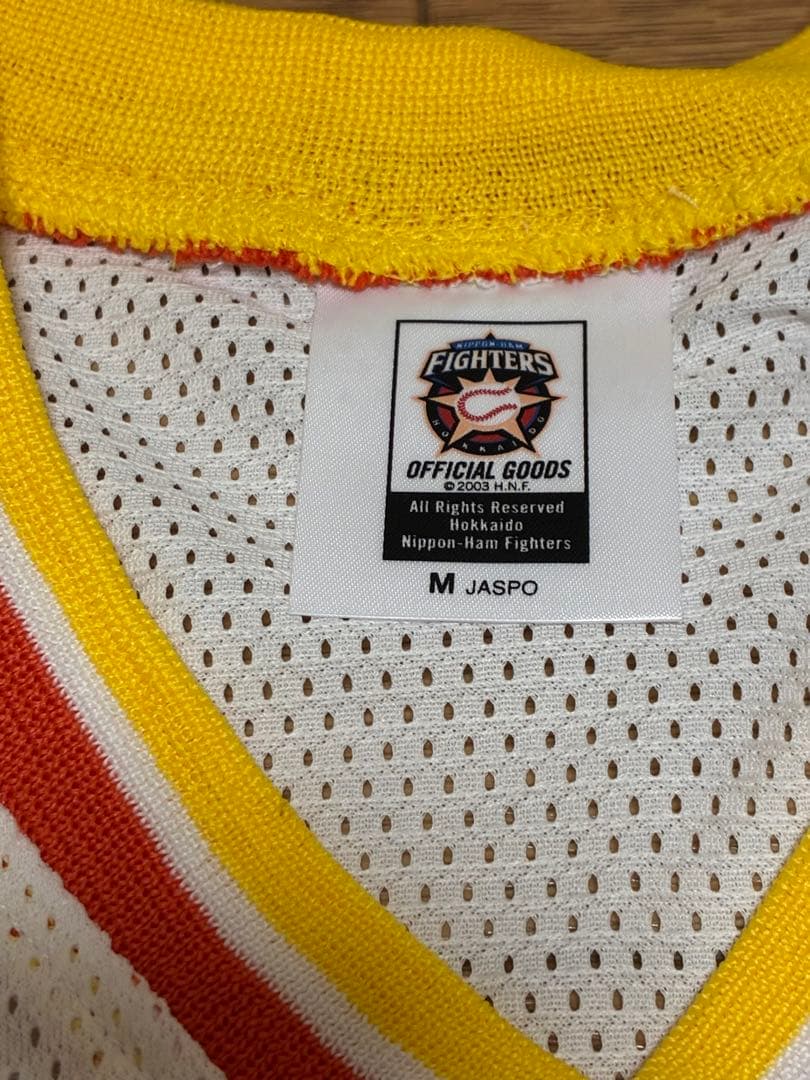 NIPPON-HAM
FIGHTERS
HOKKAIDO
OFFICIAL GOODS
© 2003 H.N.F.
All Rights Reserved
Hokkaido
Nippon-Ham Fighters
M JASPO